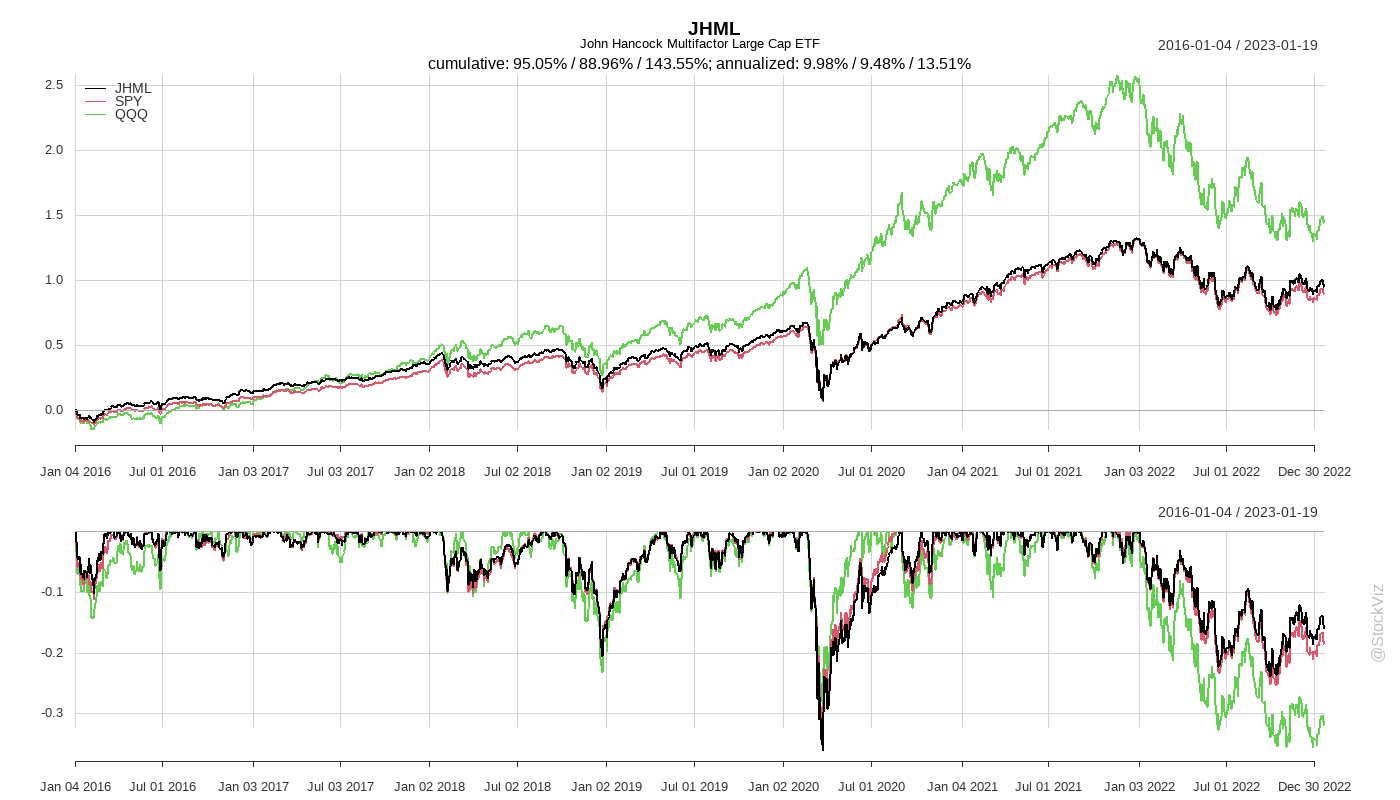 JHML
John Hancock Multifactor Large Cap ETF
2016-01-04 / 2023-01-19
cumulative: 95.05% / 88.96% / 143.55%; annualized: 9.98% / 9.48% / 13.51%
JHML
SPY
QQQ
2.5
2.0
1.5
1.0
0.5
0.0
Jan 04 2016 Jul 01 2016 Jan 03 2017 Jul 03 2017 Jan 02 2018 Jul 02 2018 Jan 02 2019 Jul 01 2019 Jan 02 2020 Jul 01 2020 Jan 04 2021 Jul 01 2021 Jan 03 2022 Jul 01 2022 Dec 30 2022
2016-01-04 / 2023-01-19
-0.1
-0.2
-0.3
Jan 04 2016 Jul 01 2016 Jan 03 2017 Jul 03 2017 Jan 02 2018 Jul 02 2018 Jan 02 2019 Jul 01 2019 Jan 02 2020 Jul 01 2020 Jan 04 2021 Jul 01 2021 Jan 03 2022 Jul 01 2022 Dec 30 2022
@StockViz